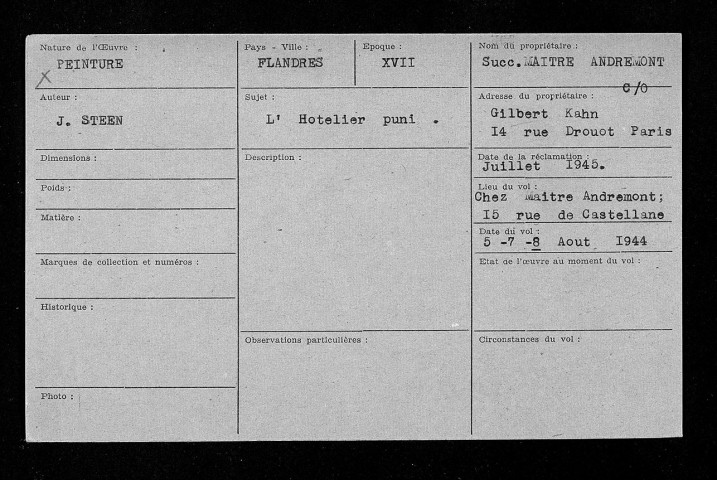 Nature de l'Œuvre :
X PEINTURE
Pays - Ville :
FLANDRES
Epoque :
XVII
Nom du propriétaire :
Succ. MAITRE ANDREMONT
c/o
Auteur :
J. STEEN
Sujet :
L' Hotelier puni .
Adresse du propriétaire :
Gilbert Kahn
I4 rue Drouot Paris
Dimensions :
Description :
Date de la réclamation :
Juillet I945.
Poids :
Lieu du vol :
Chez Maitre Andremont;
I5 rue de Castellane
Matière :
Date du vol :
5 -7 -8 Aout I944
Marques de collection et numéros :
Etat de l'œuvre au moment du vol :
Historique :
Observations particulières :
Circonstances du vol :
Photo :